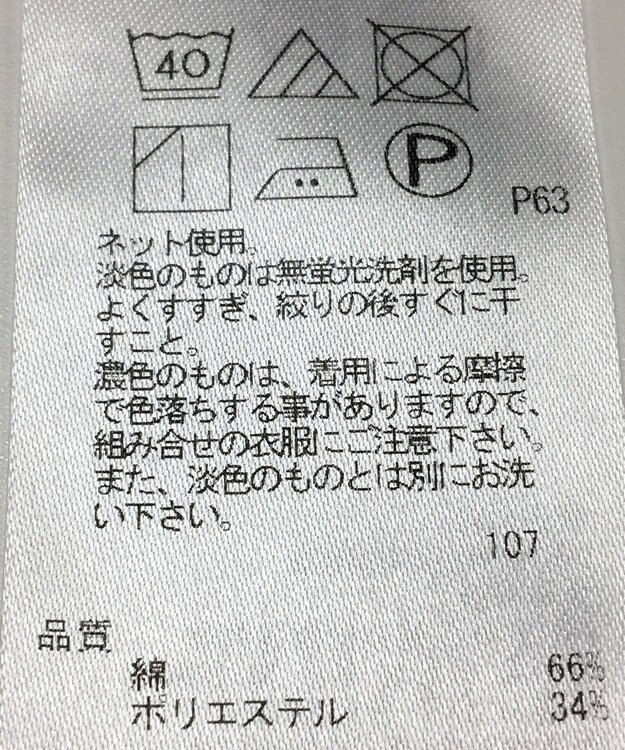 40
P
P63
ネット使用。
淡色のものは無蛍光洗剤を使用。
よくすすぎ、絞りの後すぐに干
すこと。
濃色のものは、着用による摩擦
で色落ちする事がありますので、
組み合せの衣服にご注意下さい。
また、淡色のものとは別にお洗
い下さい。
107
品質
綿 66%
ポリエステル 34%